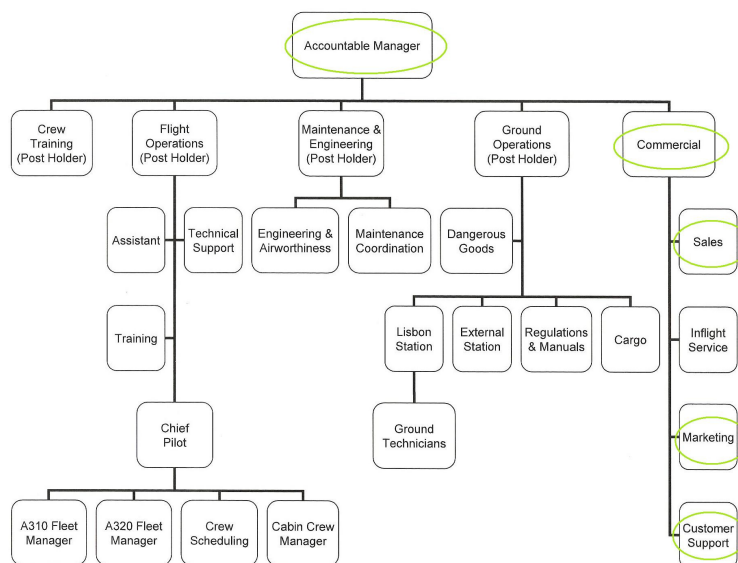 Accountable Manager
Crew
Training
(Post Holder)
Flight
Operations
(Post Holder)
Maintenance &
Engineering
(Post Holder)
Ground
Operations
(Post Holder)
Commercial
Assistant
Technical
Support
Engineering &
Airworthiness
Maintenance
Coordination
Dangerous
Goods
Sales
Training
Lisbon
Station
External
Station
Regulations
& Manuals
Cargo
Inflight
Service
Chief
Pilot
Ground
Technicians
Marketing
A310 Fleet
Manager
A320 Fleet
Manager
Crew
Scheduling
Cabin Crew
Manager
Customer
Support